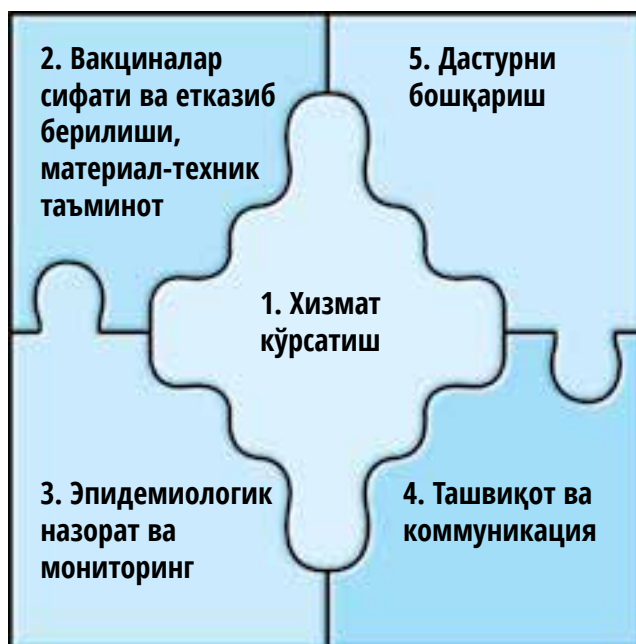 2. Вакциналар
сифати ва етказиб
берилиши,
материал-техник
таъминот
5. Дастурни
бошқариш
1. Хизмат
кўрсатиш
3. Эпидемиологик
назорат ва
мониторинг
4. Ташвиқот ва
коммуникация